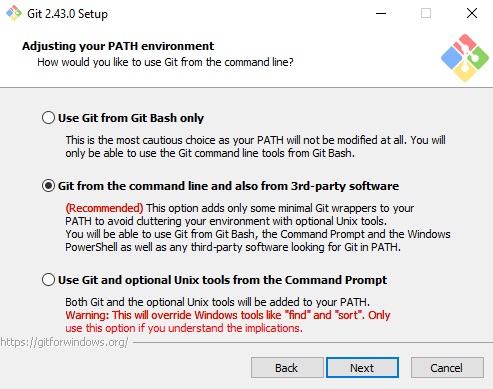 Git 2.43.0 Setup
Adjusting your PATH environment
How would you like to use Git from the command line?
Use Git from Git Bash only
This is the most cautious choice as your PATH will not be modified at all. You will
only be able to use the Git command line tools from Git Bash.
Git from the command line and also from 3rd-party software
(Recommended) This option adds only some minimal Git wrappers to your
PATH to avoid cluttering your environment with optional Unix tools.
You will be able to use Git from Git Bash, the Command Prompt and the Windows
PowerShell as well as any third-party software looking for Git in PATH.
Use Git and optional Unix tools from the Command Prompt
Both Git and the optional Unix tools will be added to your PATH.
Warning: This will override Windows tools like "find" and "sort". Only
use this option if you understand the implications.
https://gitforwindows.org/
Back
Next
Cancel